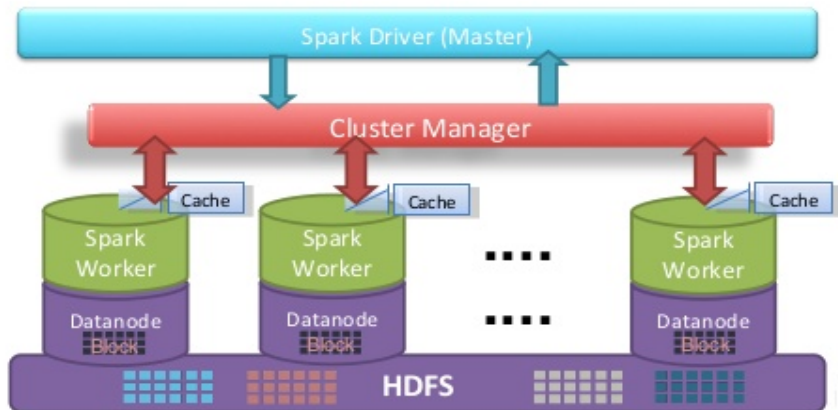 Spark Driver (Master)
Cluster Manager
Cache
Cache
Cache
Spark
Worker
Spark
Worker
Spark
Worker
Datanode
Block
Datanode
Block
Datanode
Block
HDFS